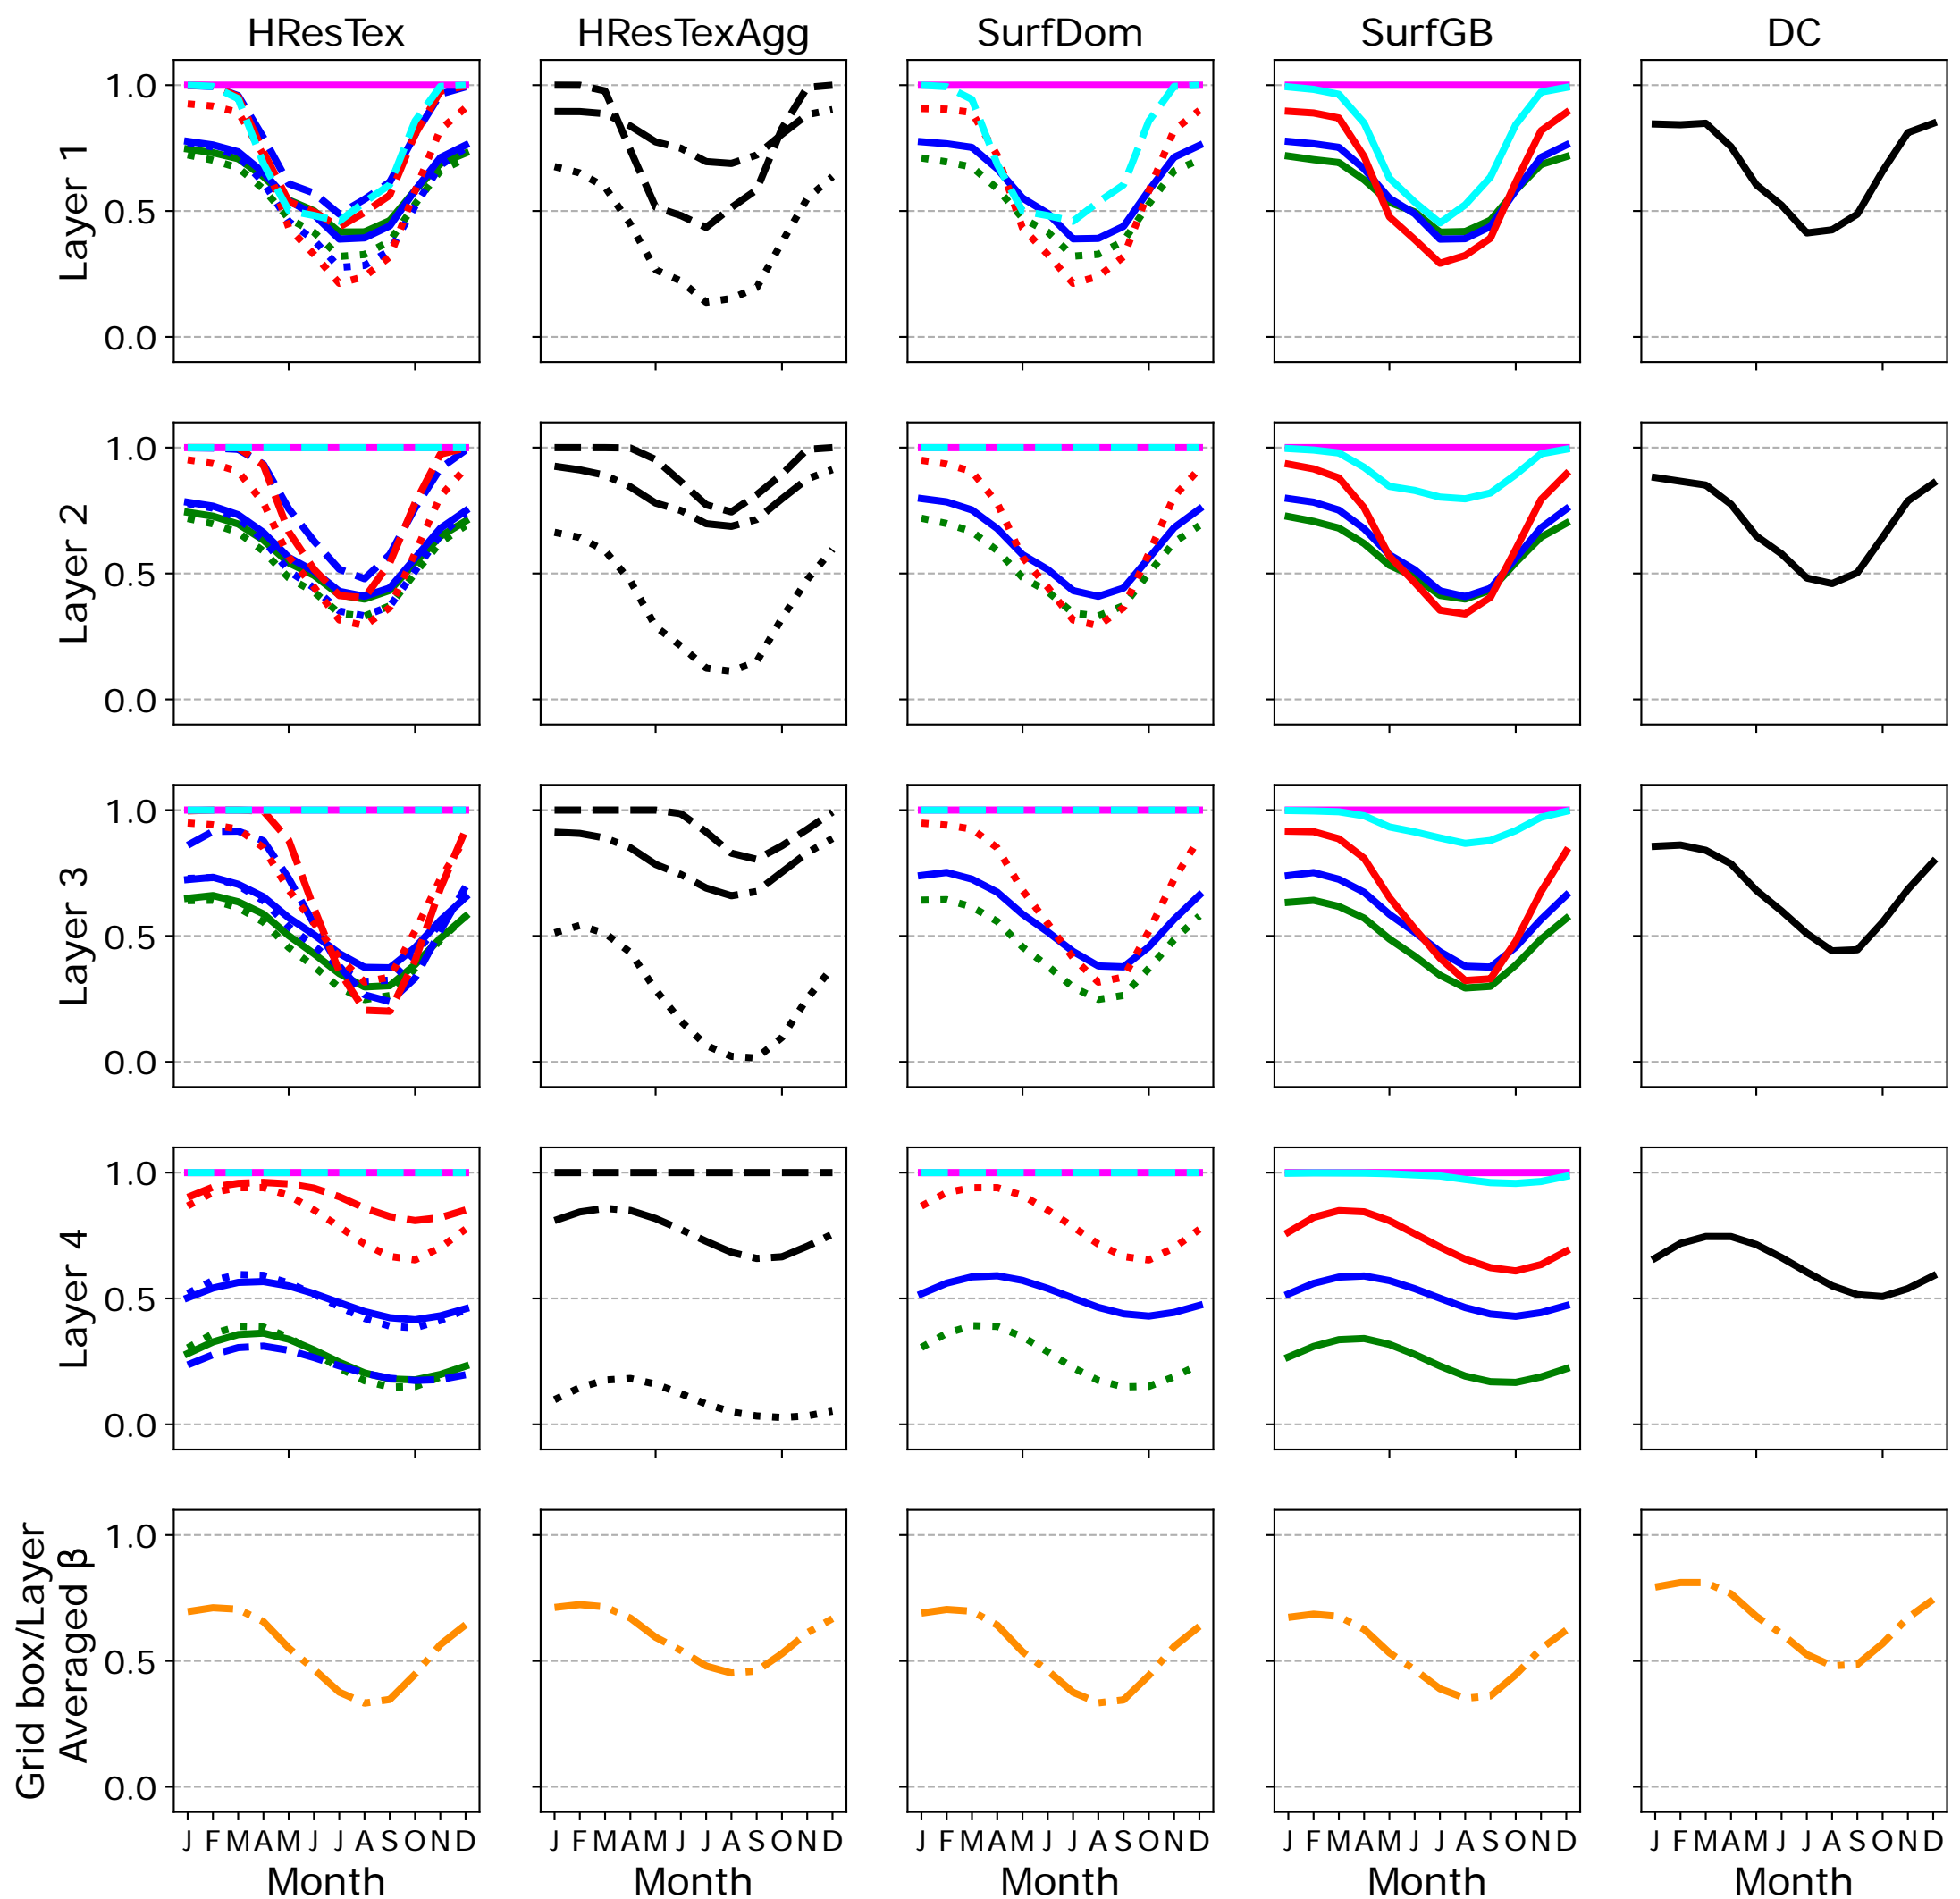 HResTex HResTexAgg SurfDom SurfGB DC
Layer 1
1.0
0.5
0.0
Layer 2
1.0
0.5
0.0
Layer 3
1.0
0.5
0.0
Layer 4
1.0
0.5
0.0
Grid box/Layer
Averaged β
1.0
0.5
0.0
J F M A M J J A S O N D J F M A M J J A S O N D J F M A M J J A S O N D J F M A M J J A S O N D J F M A M J J A S O N D
Month Month Month Month Month